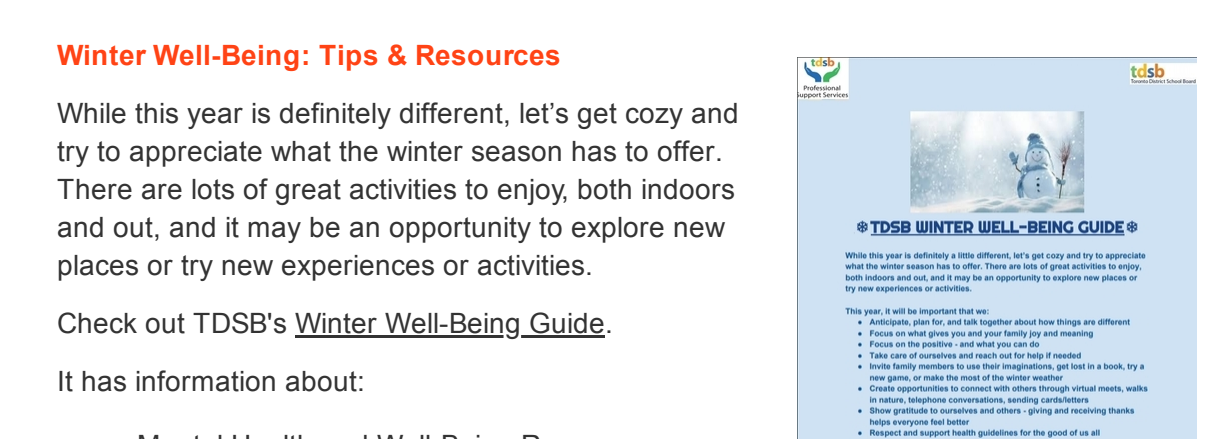 Winter Well-Being: Tips & Resources
While this year is definitely different, let's get cozy and
try to appreciate what the winter season has to offer.
There are lots of great activities to enjoy, both indoors
and out, and it may be an opportunity to explore new
places or try new experiences or activities.
Check out TDSB's Winter Well-Being Guide.
It has information about:
tdsb
Professional
Support Services
tdsb
Toronto District School Board
❄TDSB WINTER WELL-BEING GUIDE❄
While this year is definitely a little different, let's get cozy and try to appreciate
what the winter season has to offer. There are lots of great activities to enjoy,
both indoors and out, and it may be an opportunity to explore new places or
try new experiences or activities.
This year, it will be important that we:
● Anticipate, plan for, and talk together about how things are different
● Focus on what gives you and your family joy and meaning
● Focus on the positive - and what you can do
● Take care of ourselves and reach out for help if needed
● Invite family members to use their imaginations, get lost in a book, try a
new game, or make the most of the winter weather
● Create opportunities to connect with others through virtual meets, walks
in nature, telephone conversations, sending cards/letters
● Show gratitude to ourselves and others - giving and receiving thanks
helps everyone feel better
● Respect and support health guidelines for the good of us all